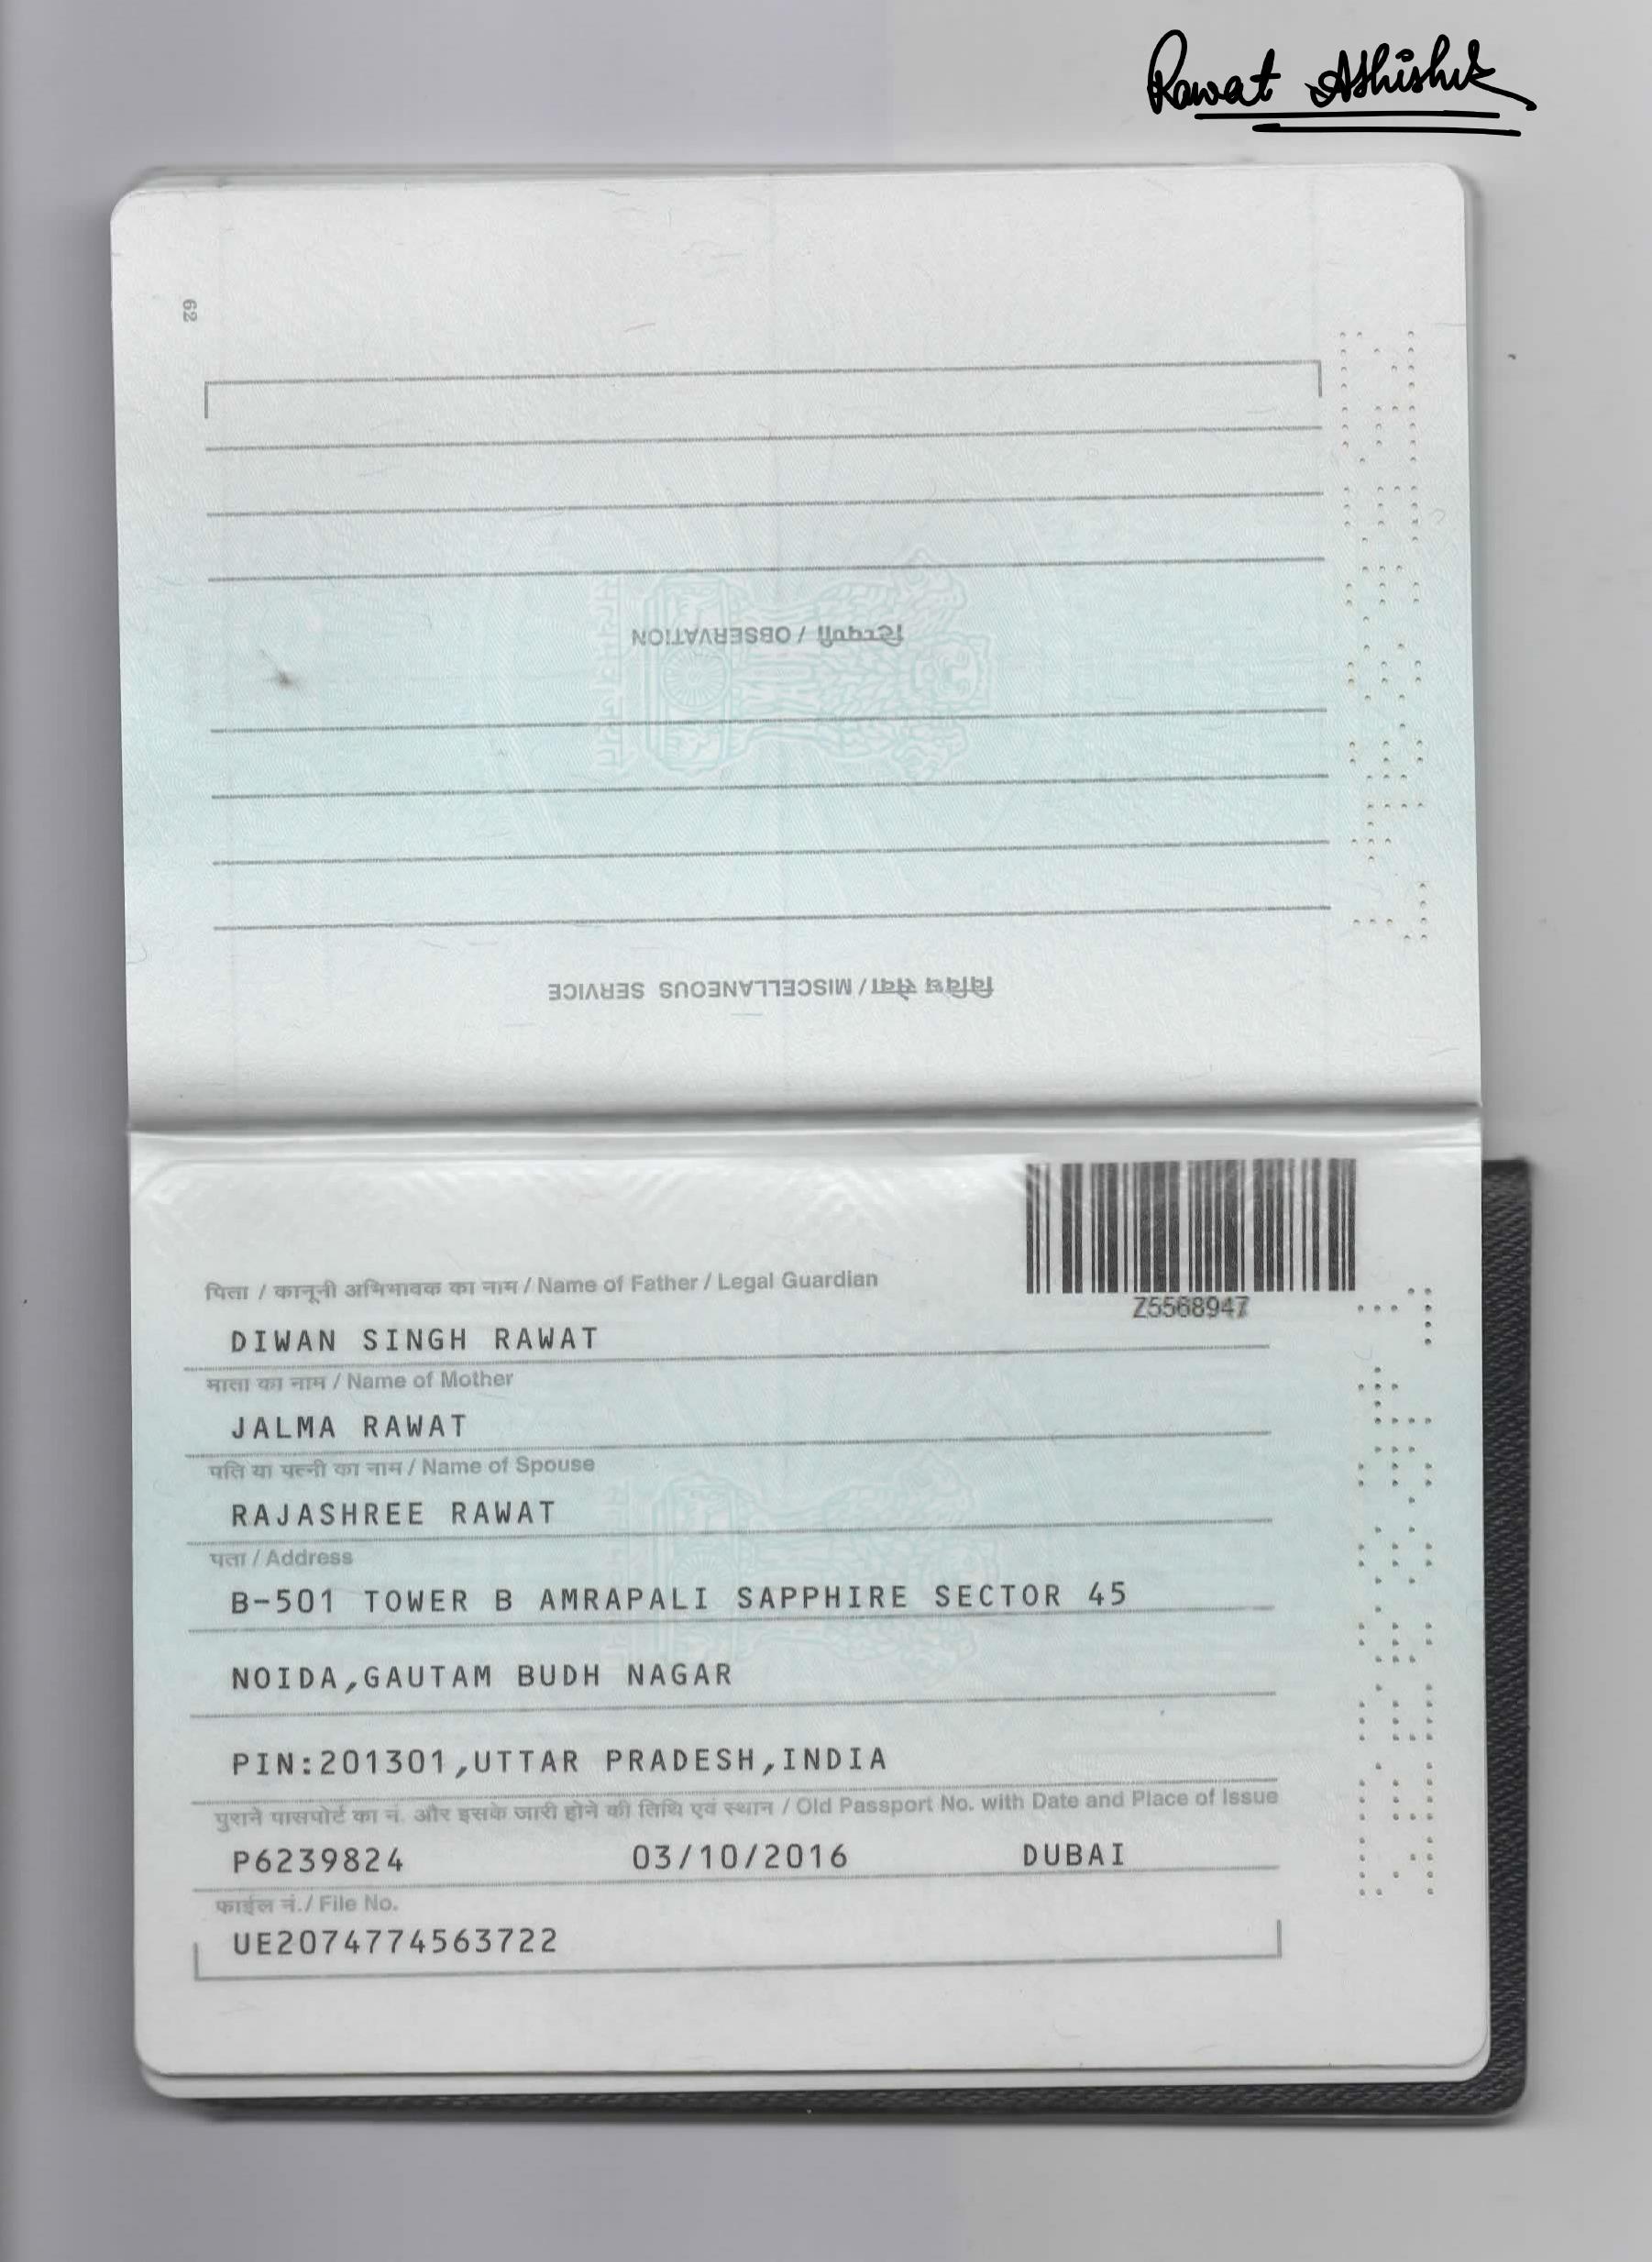 Rawat Ashish
62
टिप्पणी / OBSERVATION
विविध सेवा / MISCELLANEOUS SERVICE
Z5568947
पिता / कानूनी अभिभावक का नाम / Name of Father / Legal Guardian
DIWAN SINGH RAWAT
माता का नाम / Name of Mother
JALMA RAWAT
पति या पत्नी का नाम / Name of Spouse
RAJASHREE RAWAT
पता / Address
B-501 TOWER B AMRAPALI SAPPHIRE SECTOR 45
NOIDA,GAUTAM BUDH NAGAR
PIN:201301,UTTAR PRADESH,INDIA
पुराने पासपोर्ट का नं. और इसके जारी होने की तिथि एवं स्थान / Old Passport No. with Date and Place of Issue
P6239824 03/10/2016 DUBAI
फाईल नं./ File No.
UE2074774563722